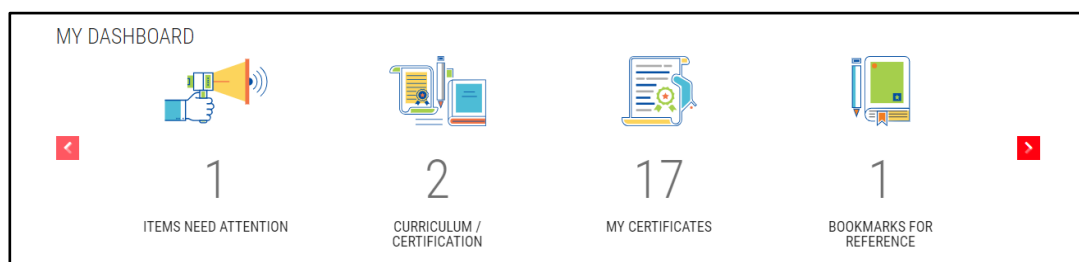 MY DASHBOARD
1
2
17
1
ITEMS NEED ATTENTION
CURRICULUM /
CERTIFICATION
MY CERTIFICATES
BOOKMARKS FOR
REFERENCE